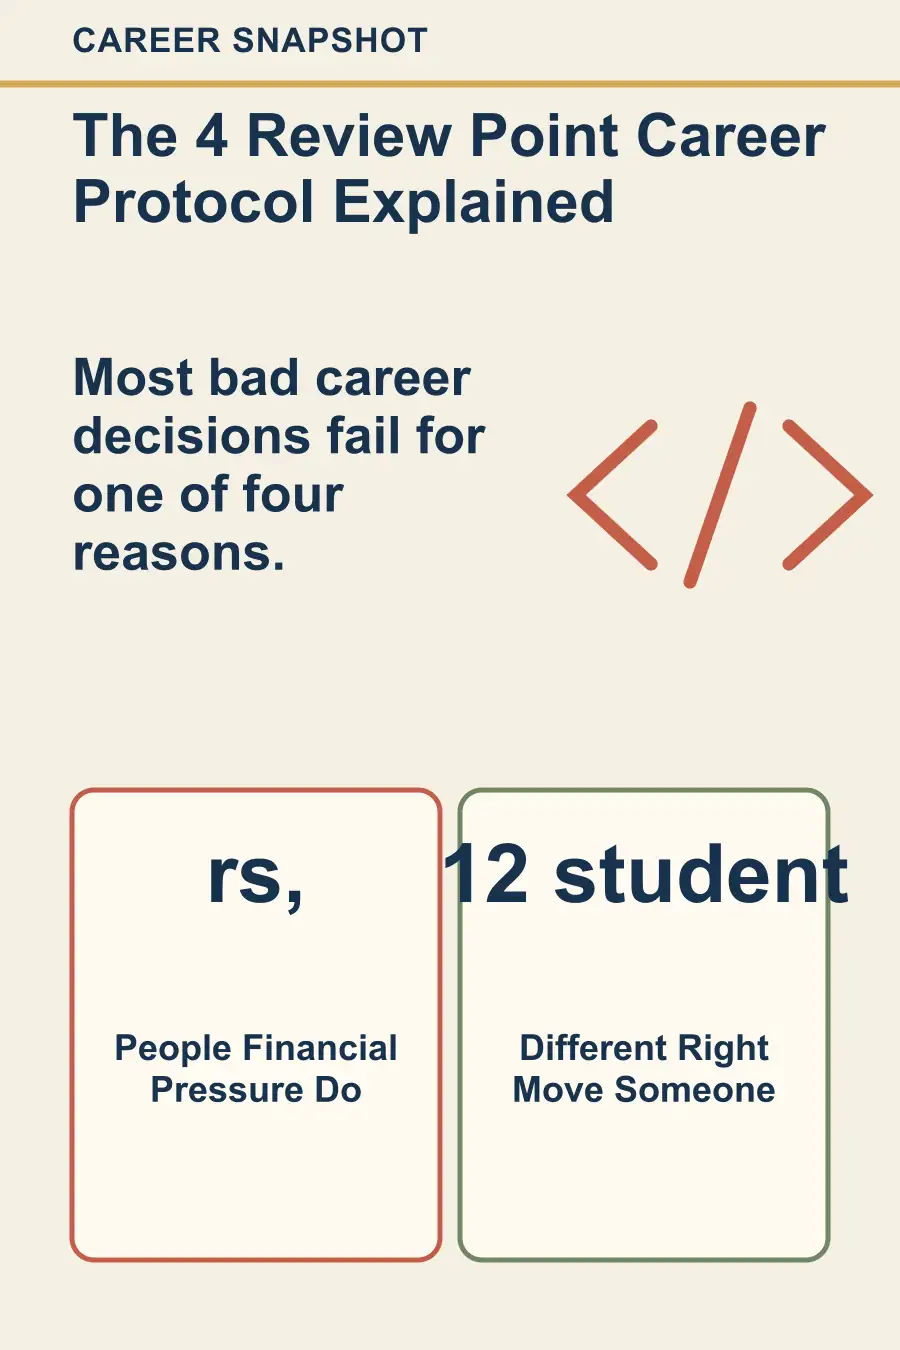 CAREER SNAPSHOT
The 4 Review Point Career
Protocol Explained
Most bad career
decisions fail for
one of four
reasons.
rs,
People Financial
Pressure Do
12 student
Different Right
Move Someone